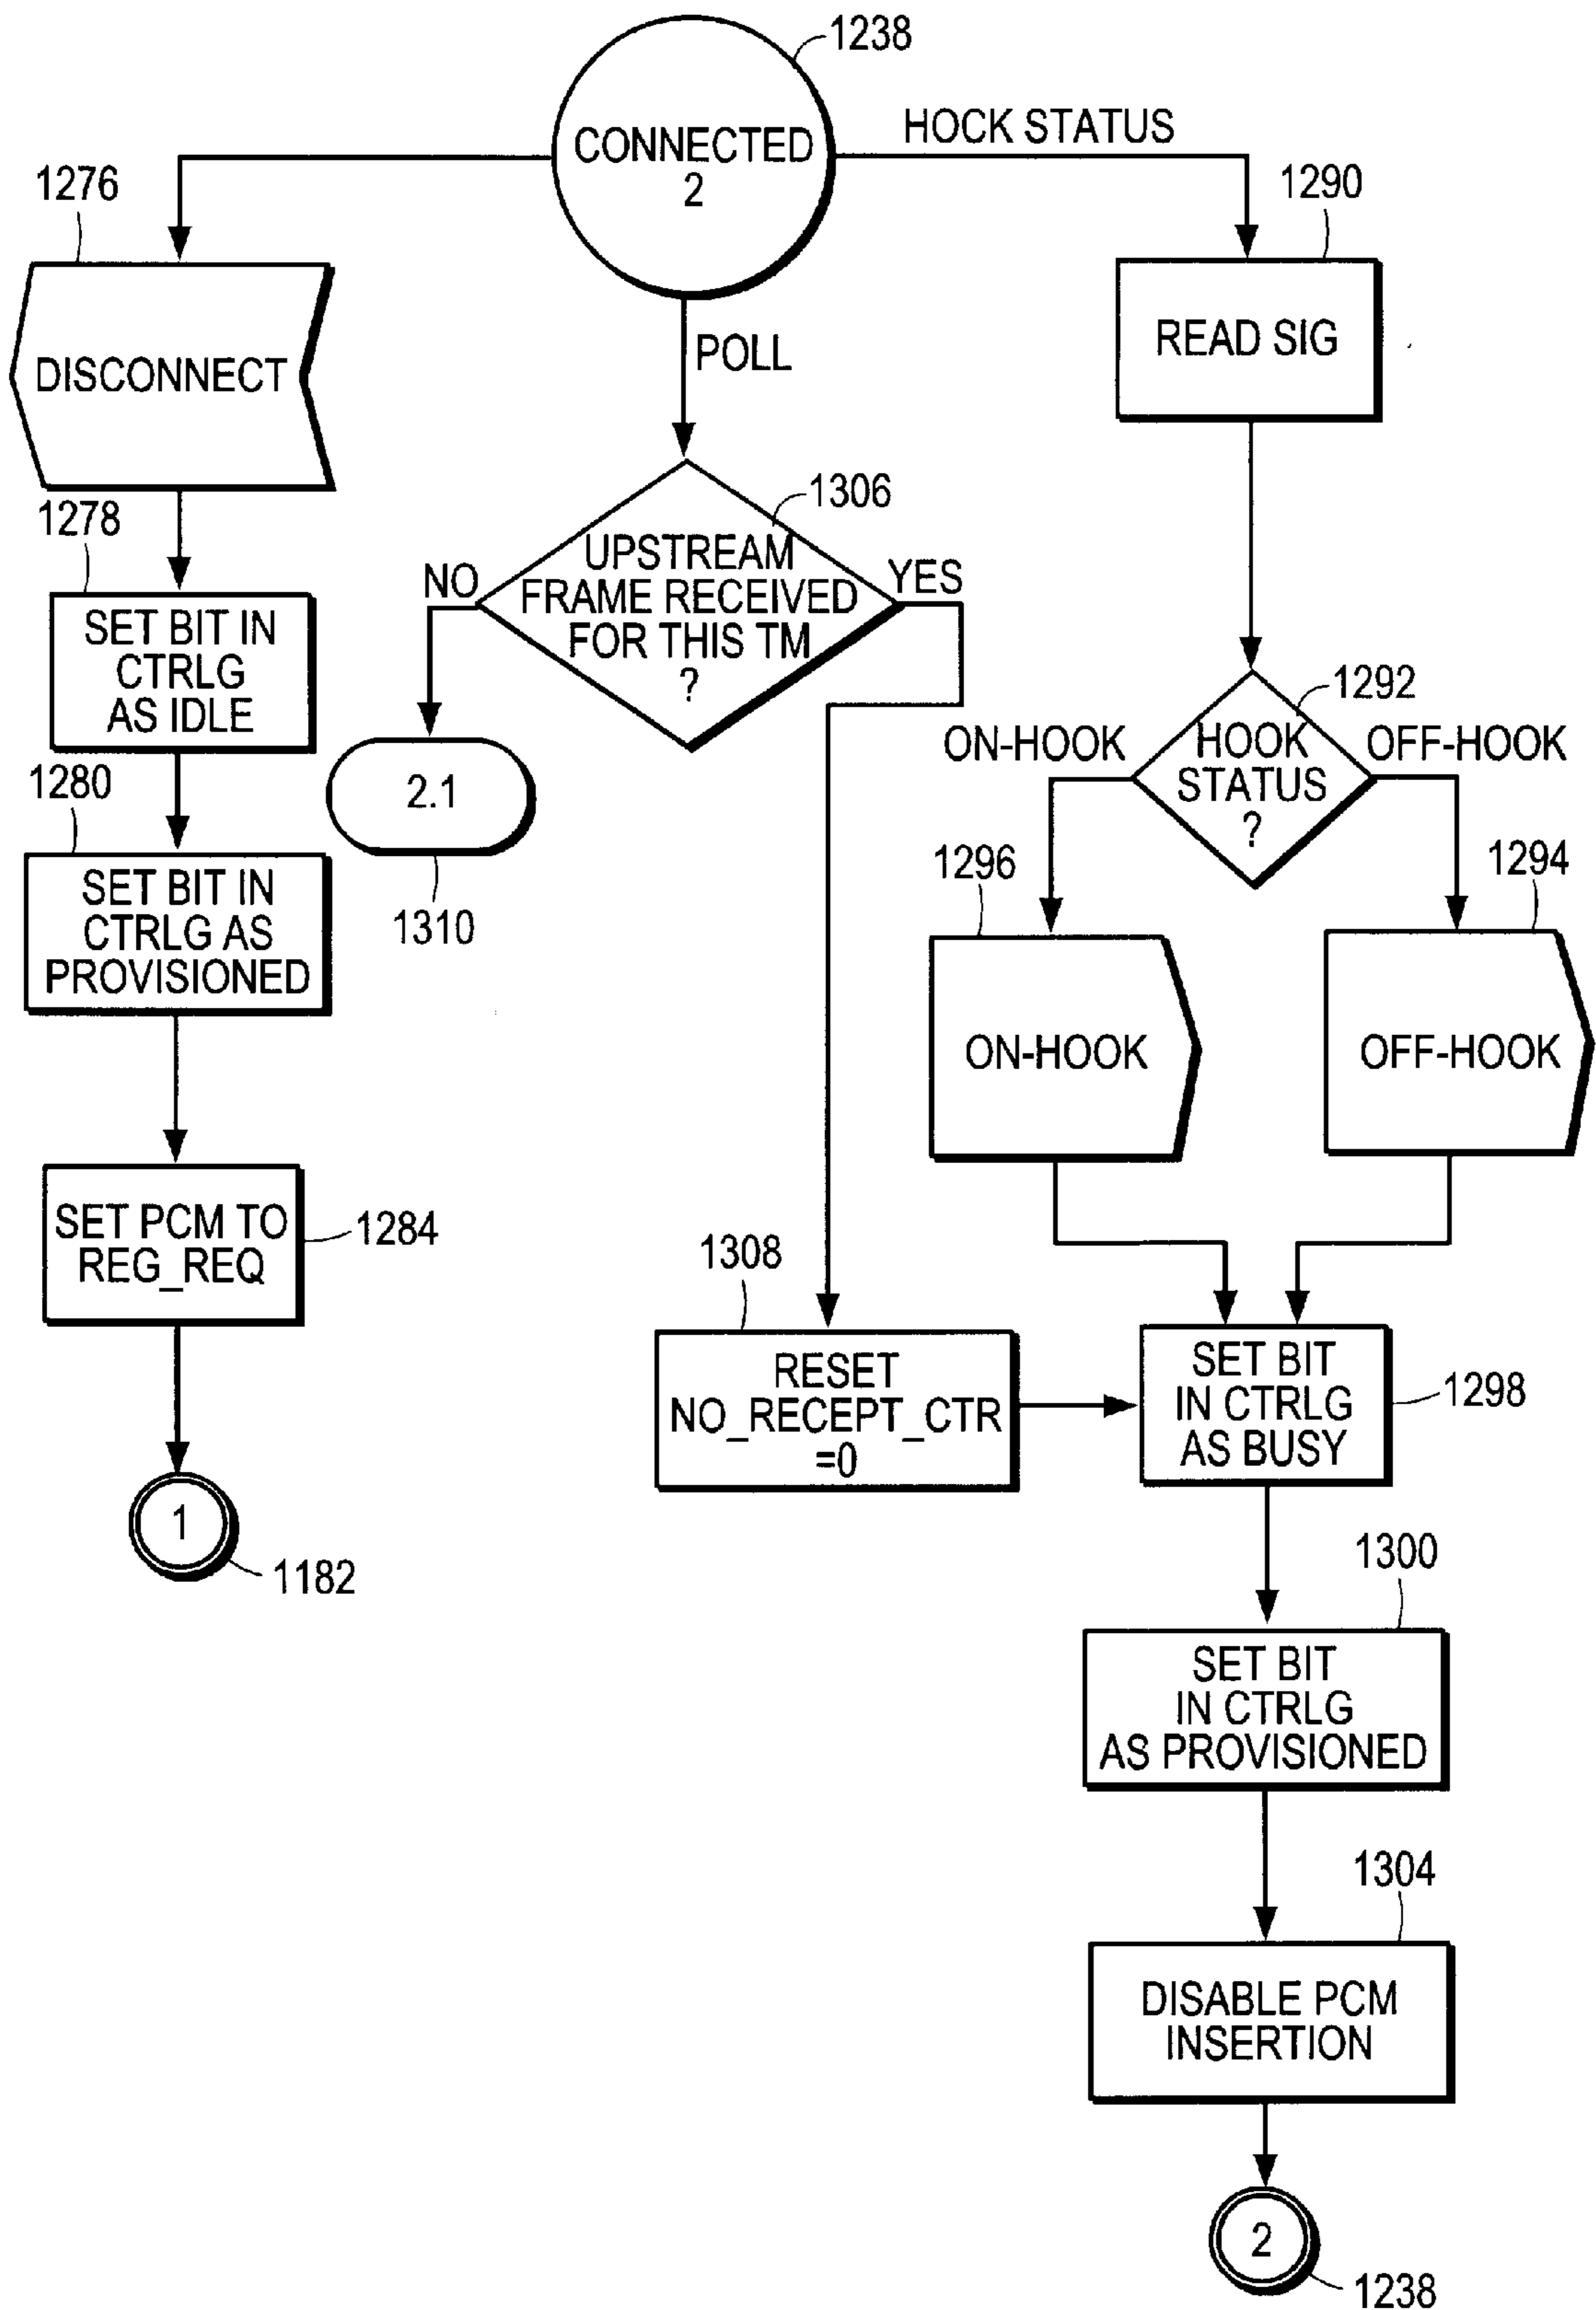 1238
CONNECTED
2
HOCK STATUS
1276
1290
DISCONNECT
POLL
READ SIG
1278
1306
UPSTREAM
FRAME RECEIVED
FOR THIS TM
?
NO
YES
SET BIT IN
CTRLG
AS IDLE
1292
HOOK
STATUS
?
ON-HOOK
OFF-HOOK
1280
2.1
1310
SET BIT IN
CTRLG AS
PROVISIONED
1296
1294
ON-HOOK
OFF-HOOK
SET PCM TO
REG_REQ
1284
1308
RESET
NO_RECEPT_CTR
=0
SET BIT
IN CTRLG
AS BUSY
1298
1
1182
1300
SET BIT
IN CTRLG
AS PROVISIONED
1304
DISABLE PCM
INSERTION
2
1238